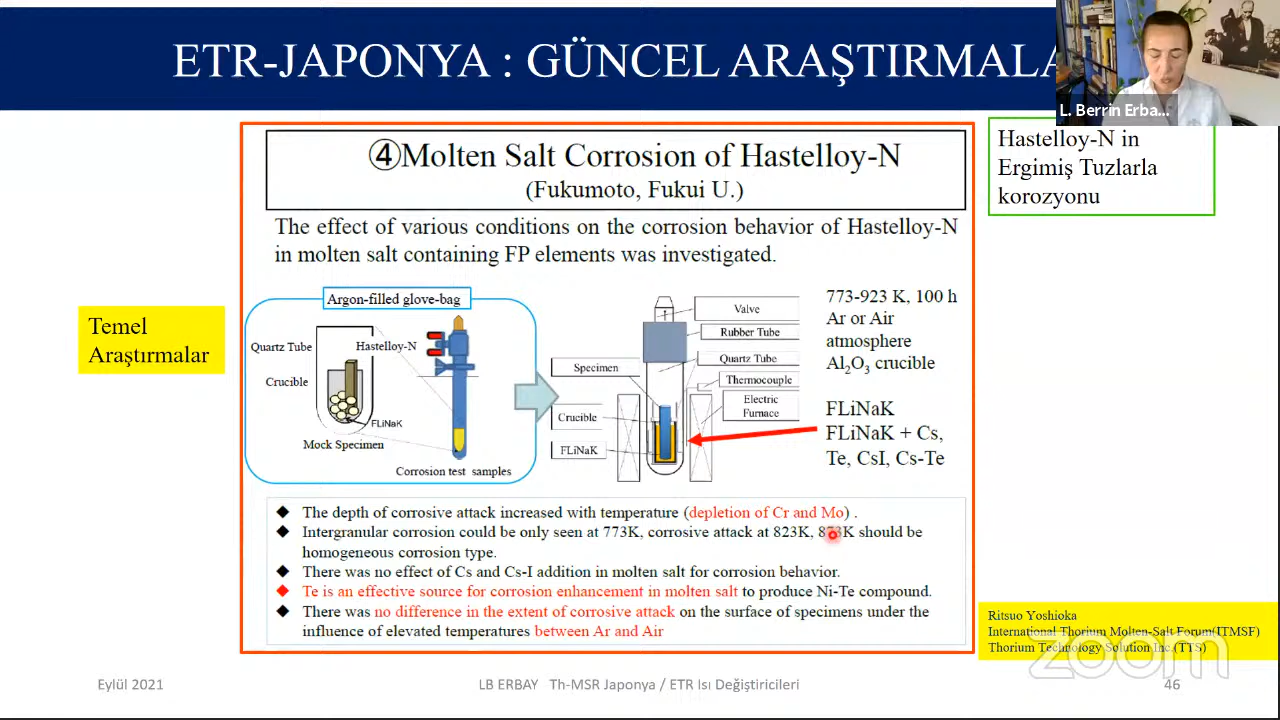 ETR-JAPONYA : GÜNCEL ARAŞTIRMALA
L. Berrin Erba...
④Molten Salt Corrosion of Hastelloy-N
(Fukumoto, Fukui U.)
Hastelloy-N in
Ergimiş Tuzlarla
korozyonu
The effect of various conditions on the corrosion behavior of Hastelloy-N
in molten salt containing FP elements was investigated.
Temel
Araştırmalar
Argon-filled glove-bag
Quartz Tube
Hastelloy-N
Crucible
FLiNaK
Mock Specimen
Corrosion test samples
Valve
Rubber Tube
Quartz Tube
Specimen
Thermocouple
Electric
Furnace
Crucible
FLiNaK
773-923 K, 100 h
Ar or Air
atmosphere
Al₂O₃ crucible
FLiNaK
FLiNaK + Cs,
Te, CsI, Cs-Te
◆ The depth of corrosive attack increased with temperature (depletion of Cr and Mo) .
◆ Intergranular corrosion could be only seen at 773K, corrosive attack at 823K, 873K should be
homogeneous corrosion type.
◆ There was no effect of Cs and Cs-I addition in molten salt for corrosion behavior.
◆ Te is an effective source for corrosion enhancement in molten salt to produce Ni-Te compound.
◆ There was no difference in the extent of corrosive attack on the surface of specimens under the
influence of elevated temperatures between Ar and Air
Ritsuo Yoshioka
International Thorium Molten-Salt Forum(ITMSF)
Thorium Technology Solution Inc.(TTS)
zoom
Eylül 2021
LB ERBAY Th-MSR Japonya / ETR Isı Değiştiricileri
46